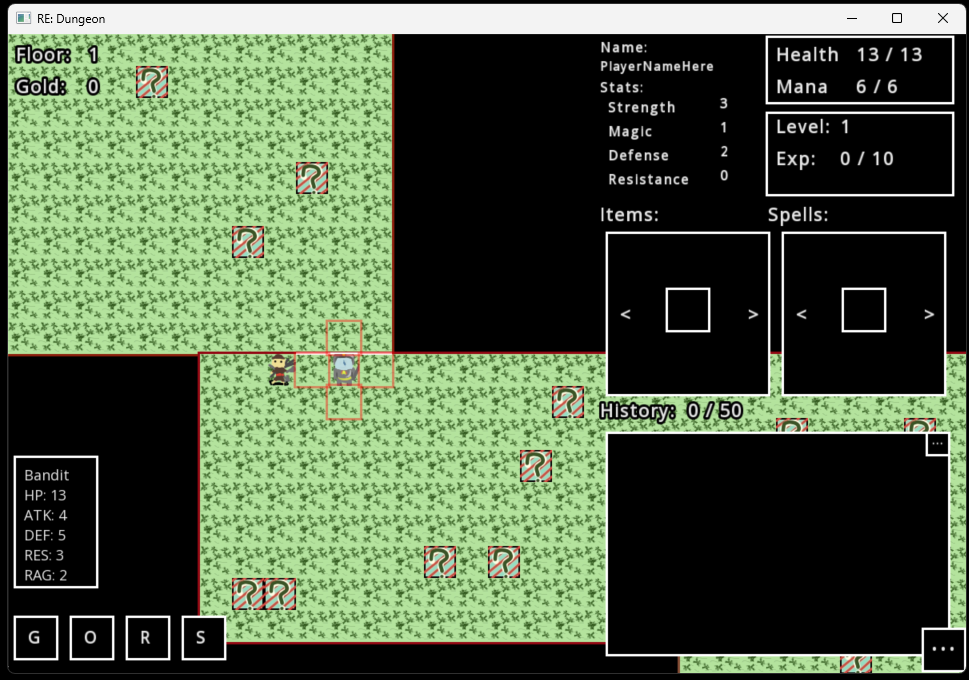 RE: Dungeon
Floor: 1
Gold: 0
Name:
PlayerNameHere
Stats:
Strength 3
Magic 1
Defense 2
Resistance 0
Health 13 / 13
Mana 6 / 6
Level: 1
Exp: 0 / 10
Items:
Spells:
< >
< >
History: 0 / 50
...
Bandit
HP: 13
ATK: 4
DEF: 5
RES: 3
RAG: 2
G O R S
...